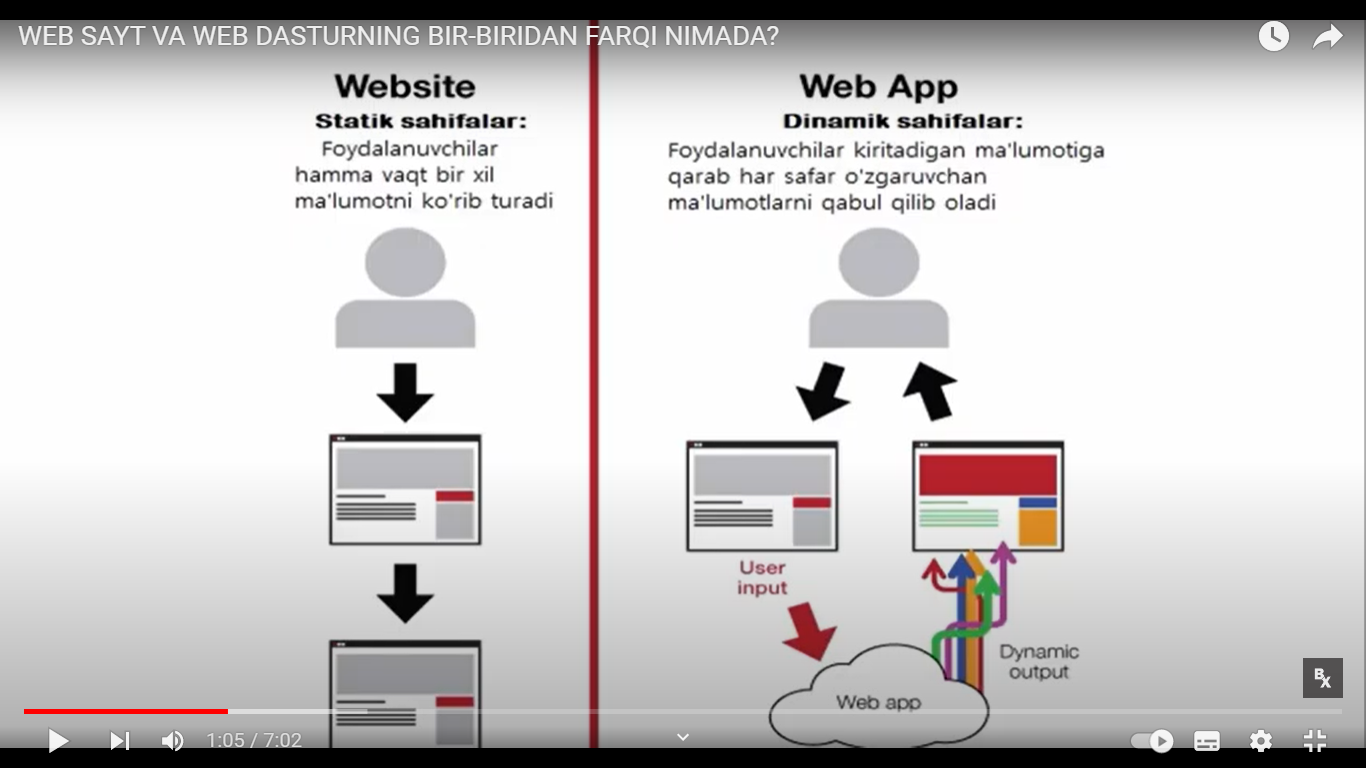 WEB SAYT VA WEB DASTURNING BIR-BIRIDAN FARQI NIMADA?
Website
Statik sahifalar:
Foydalanuvchilar
hamma vaqt bir xil
ma'lumotni ko'rib turadi
Web App
Dinamik sahifalar:
Foydalanuvchilar kiritadigan ma'lumotiga
qarab har safar o'zgaruvchan
ma'lumotlarni qabul qilib oladi
User
input
Dynamic
output
Web app
BX
1:05 / 7:02